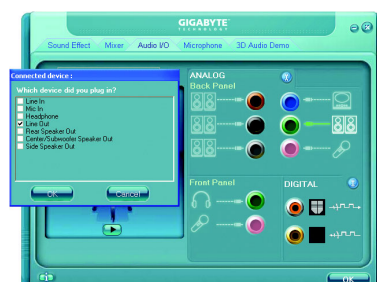 GIGABYTE
TECHNOLOGY
Sound Effect
Mixer
Audio I/O
Microphone
3D Audio Demo
Connected device :
Which device did you plug in?
Line In
Mic In
Headphone
Line Out
Rear Speaker Out
Center/Subwoofer Speaker Out
Side Speaker Out
OK
Cancel
ANALOG
Back Panel
Front Panel
DIGITAL
OK